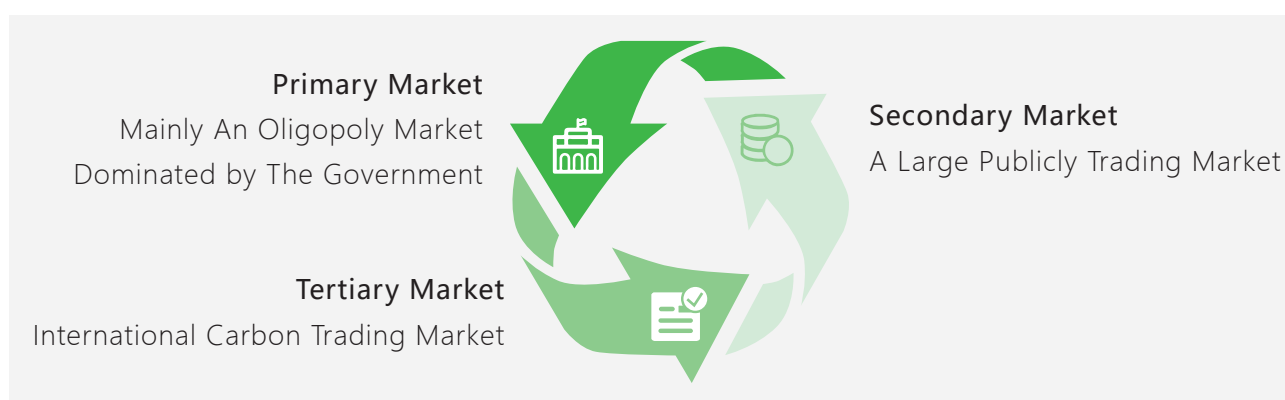 Primary Market
Mainly An Oligopoly Market
Dominated by The Government
Secondary Market
A Large Publicly Trading Market
Tertiary Market
International Carbon Trading Market